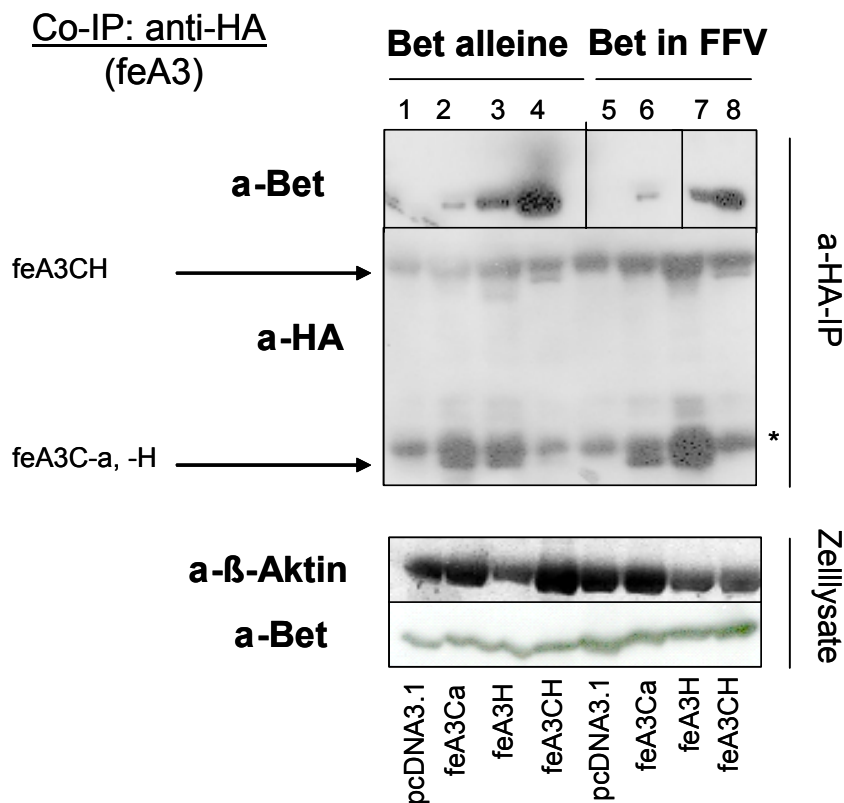 Co-IP: anti-HA
(feA3)
Bet alleine Bet in FFV
1 2 3 4 5 6 7 8
a-Bet
feA3CH
a-HA
feA3C-a, -H
*
a-HA-IP
a-ß-Aktin
a-Bet
Zelllysate
pcDNA3.1
feA3Ca
feA3H
feA3CH
pcDNA3.1
feA3Ca
feA3H
feA3CH